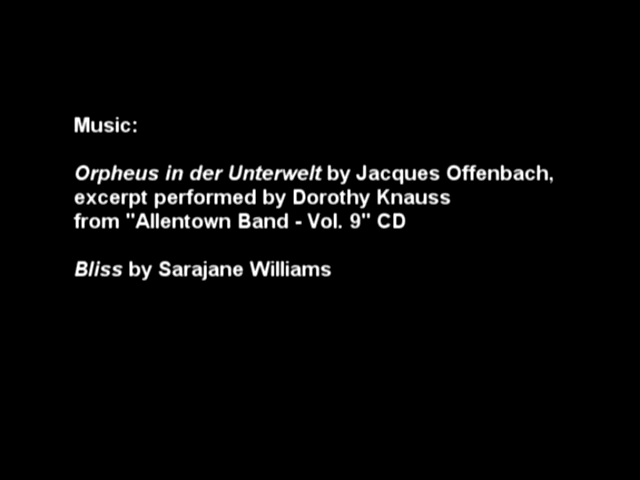 Music:
Orpheus in der Unterwelt by Jacques Offenbach,
excerpt performed by Dorothy Knauss
from "Allentown Band - Vol. 9" CD
Bliss by Sarajane Williams